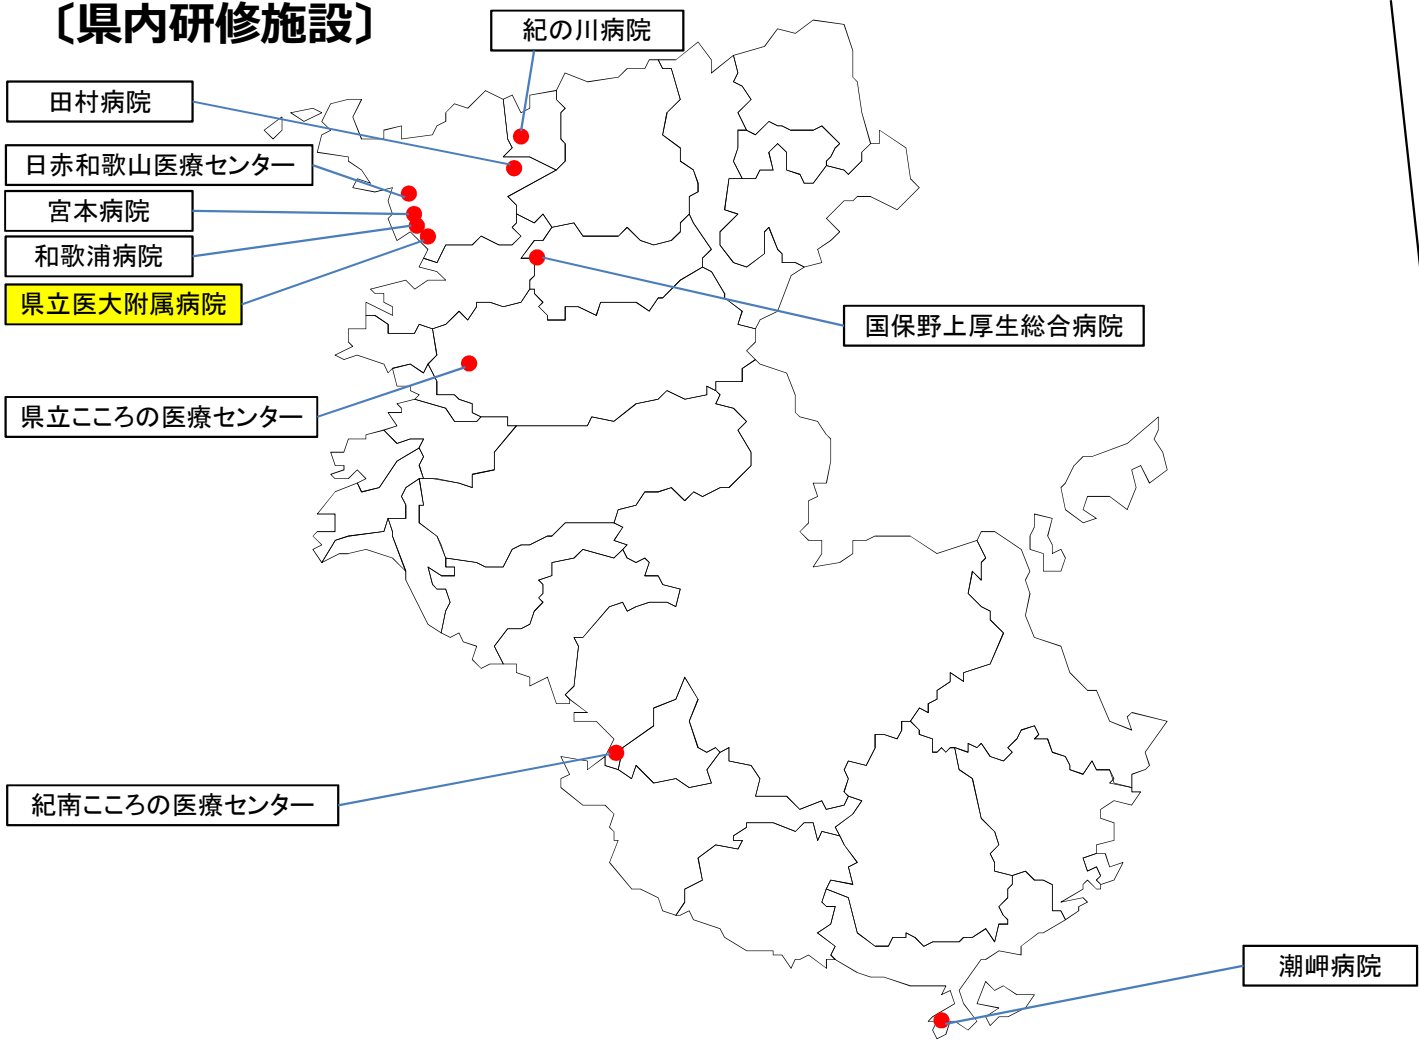 〔県内研修施設〕
紀の川病院
田村病院
日赤和歌山医療センター
宮本病院
和歌浦病院
県立医大附属病院
国保野上厚生総合病院
県立こころの医療センター
紀南こころの医療センター
潮岬病院